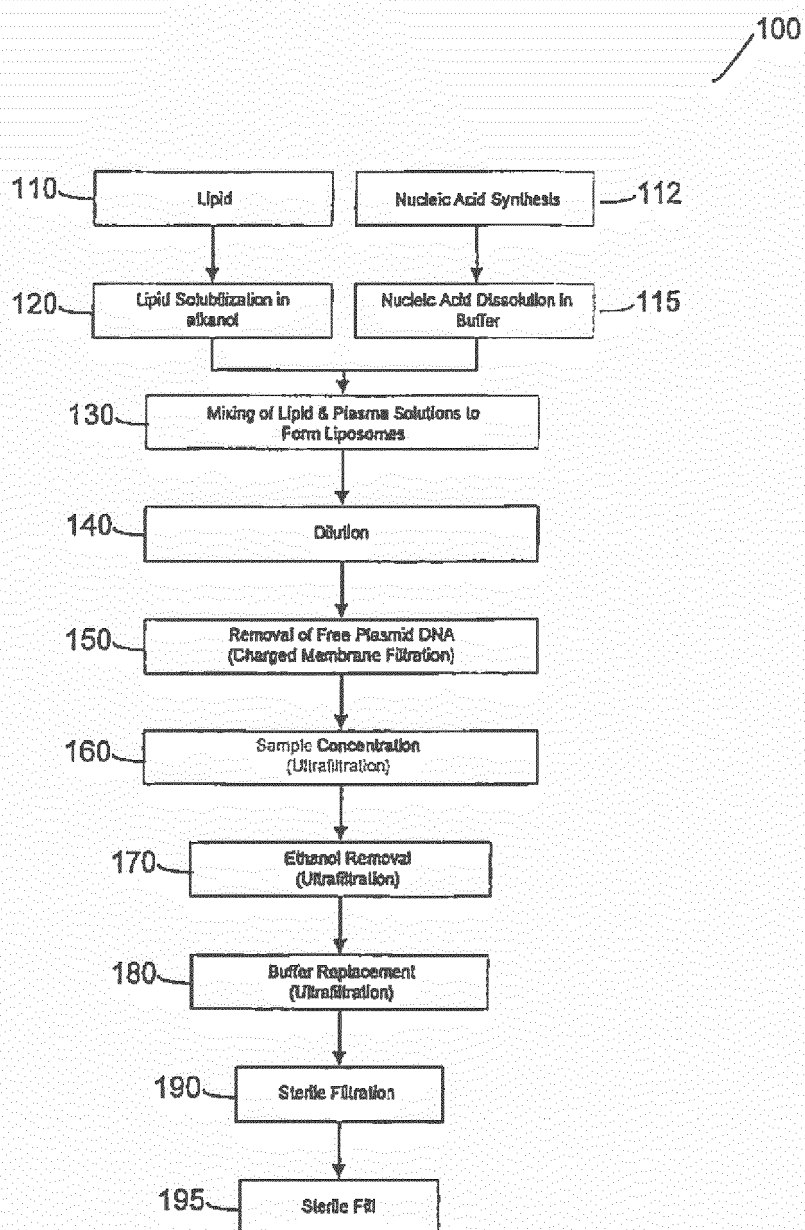 100
110 Lipid
Nucleic Acid Synthesis 112
120 Lipid Solubilization in
alkanol
Nucleic Acid Dissolution in
Buffer 115
130 Mixing of Lipid & Plasma Solutions to
Form Liposomes
140 Dilution
150 Removal of Free Plasmid DNA
(Charged Membrane Filtration)
160 Sample Concentration
(Ultrafiltration)
170 Ethanol Removal
(Ultrafiltration)
180 Buffer Replacement
(Ultrafiltration)
190 Sterile Filtration
195 Sterile Fill